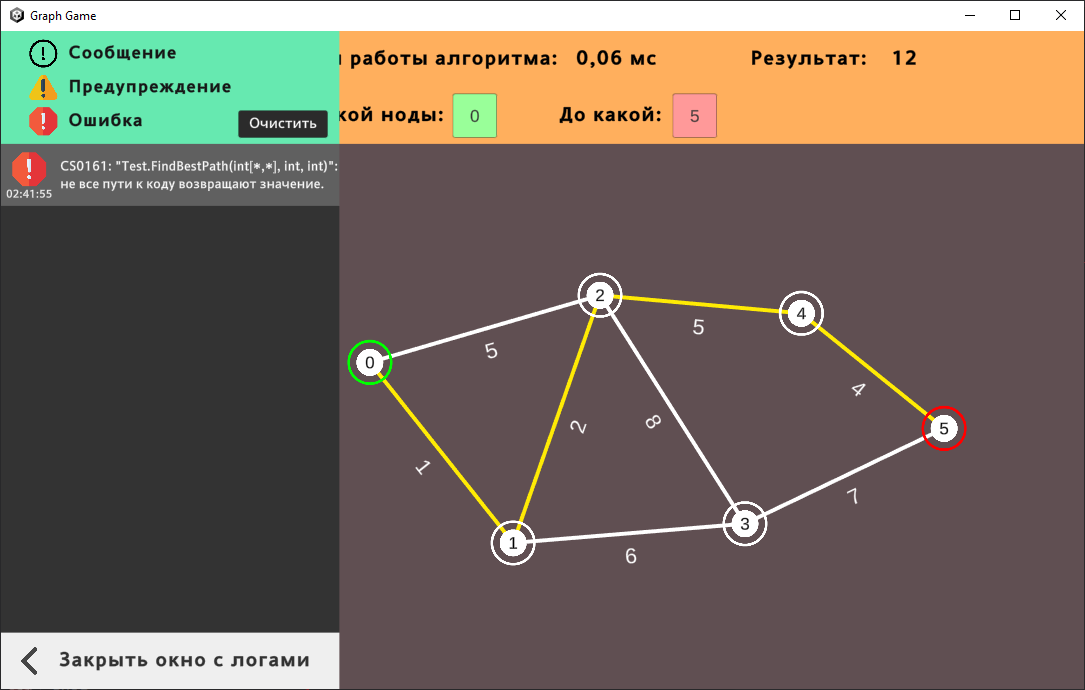 Graph Game
Сообщение
Предупреждение
Ошибка
Очистить
работы алгоритма: 0,06 мс
Результат: 12
кой ноды: 0
До какой: 5
CS0161: "Test.FindBestPath(int[*,*], int, int)":
не все пути к коду возвращают значение.
02:41:55
2
4
5
5
0
4
2
8
5
1
7
3
1
6
Закрыть окно с логами